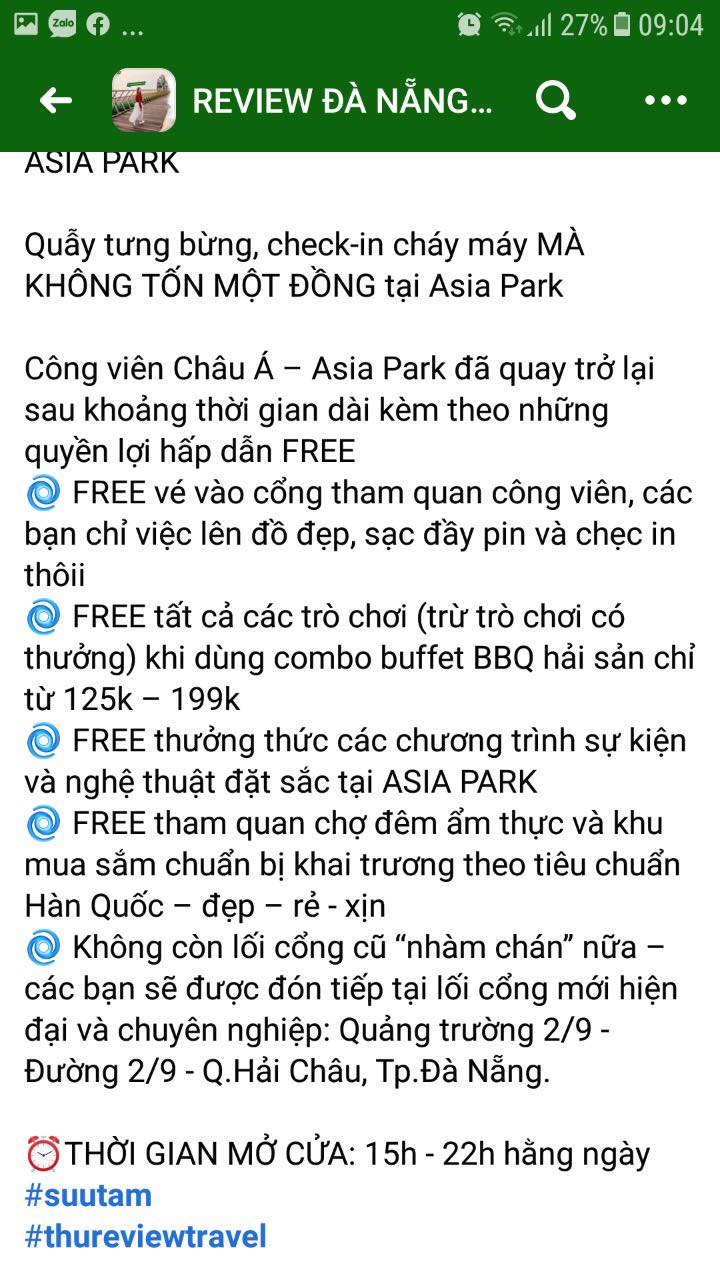 Zalo
... 27% 09:04
REVIEW ĐÀ NẴNG...
ASIA PARK
Quẫy tưng bừng, check-in cháy máy MÀ
KHÔNG TỐN MỘT ĐỒNG tại Asia Park
Công viên Châu Á – Asia Park đã quay trở lại
sau khoảng thời gian dài kèm theo những
quyền lợi hấp dẫn FREE
🌀 FREE vé vào cổng tham quan công viên, các
bạn chỉ việc lên đồ đẹp, sạc đầy pin và chẹc in
thôii
🌀 FREE tất cả các trò chơi (trừ trò chơi có
thưởng) khi dùng combo buffet BBQ hải sản chỉ
từ 125k – 199k
🌀 FREE thưởng thức các chương trình sự kiện
và nghệ thuật đặt sắc tại ASIA PARK
🌀 FREE tham quan chợ đêm ẩm thực và khu
mua sắm chuẩn bị khai trương theo tiêu chuẩn
Hàn Quốc – đẹp – rẻ - xịn
🌀 Không còn lối cổng cũ “nhàm chán” nữa –
các bạn sẽ được đón tiếp tại lối cổng mới hiện
đại và chuyên nghiệp: Quảng trường 2/9 -
Đường 2/9 - Q.Hải Châu, Tp.Đà Nẵng.
⏰THỜI GIAN MỞ CỬA: 15h - 22h hằng ngày
#suutam
#thureviewtravel